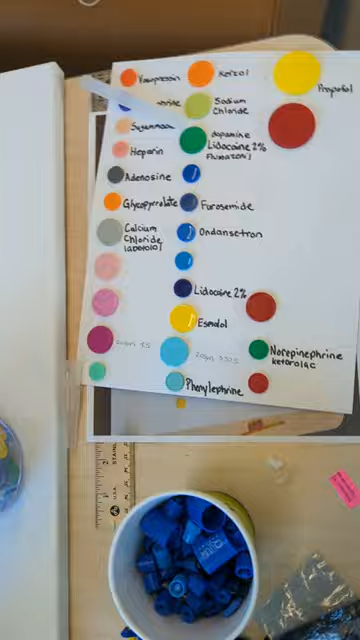 Vasopressin
Kefzol
Propofol
Sodium
Chloride
dopamine
Lidocaine 2%
Heparin
Adenosine
Glycopyrrolate
Furosemide
Calcium
Chloride
labetolol
Ondansetron
Lidocaine 2%
Esmolol
Norepinephrine
ketorolac
Phenylephrine